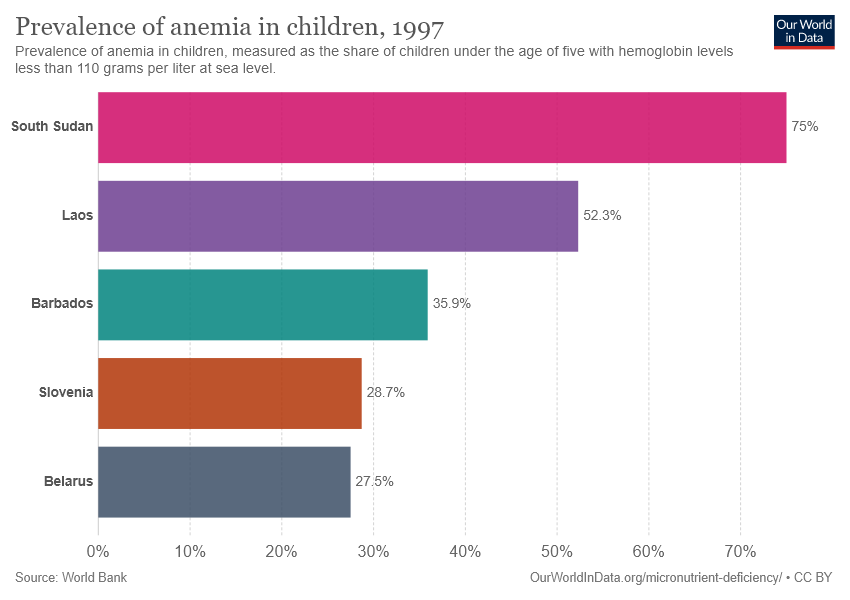 Prevalence of anemia in children, 1997
Our World
in Data
Prevalence of anemia in children, measured as the share of children under the age of five with hemoglobin levels
less than 110 grams per liter at sea level.
South Sudan
75%
Laos
52.3%
Barbados
35.9%
Slovenia
28.7%
Belarus
27.5%
0% 10% 20% 30% 40% 50% 60% 70%
Source: World Bank
OurWorldInData.org/micronutrient-deficiency/ • CC BY